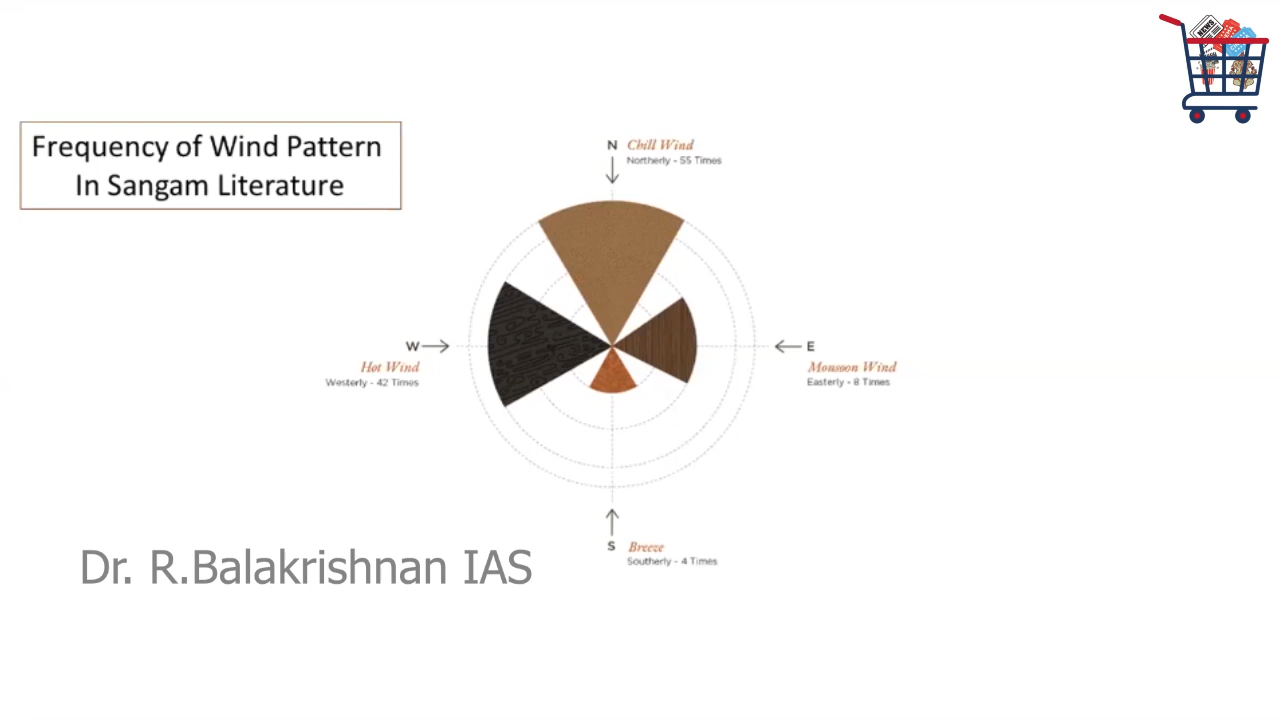 NEWS
Frequency of Wind Pattern
In Sangam Literature
N Chill Wind
Northerly - 55 Times
W
Hot Wind
Westerly - 42 Times
E
Monsoon Wind
Easterly - 8 Times
S Breeze
Southerly - 4 Times
Dr. R.Balakrishnan IAS